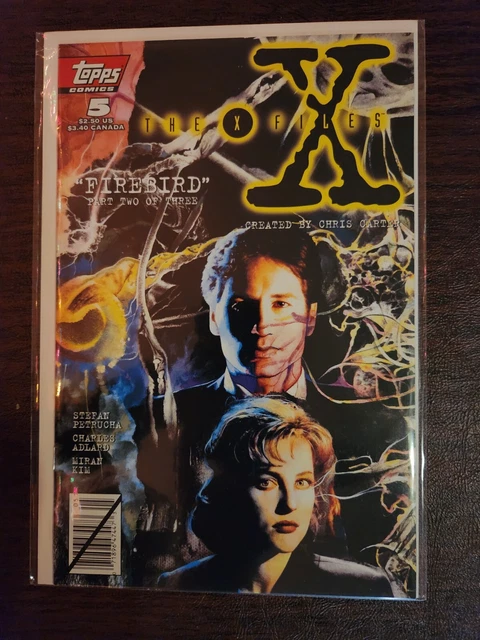 Topps
COMICS
5
$2.50 US
$3.40 CANADA
THE X FILES
X
"FIREBIRD"
PART TWO OF THREE
CREATED BY CHRIS CARTER
STEFAN
PETRUCHA
CHARLES
ADLARD
MIRAN
KIM